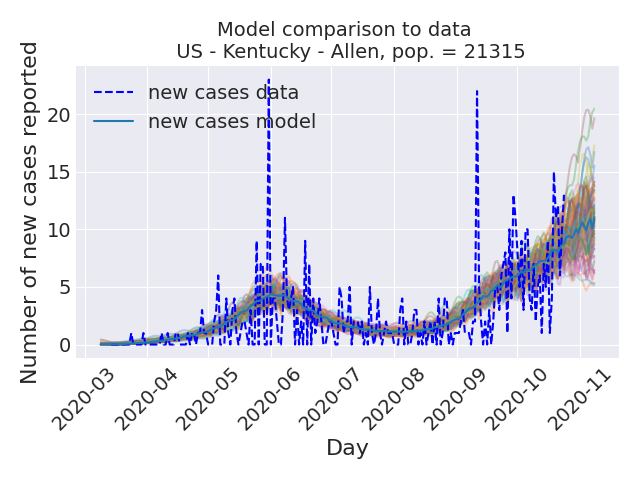 Model comparison to data
US - Kentucky - Allen, pop. = 21315
Number of new cases reported
new cases data
new cases model
20
15
10
5
0
2020-03
2020-04
2020-05
2020-06
2020-07
2020-08
2020-09
2020-10
2020-11
Day